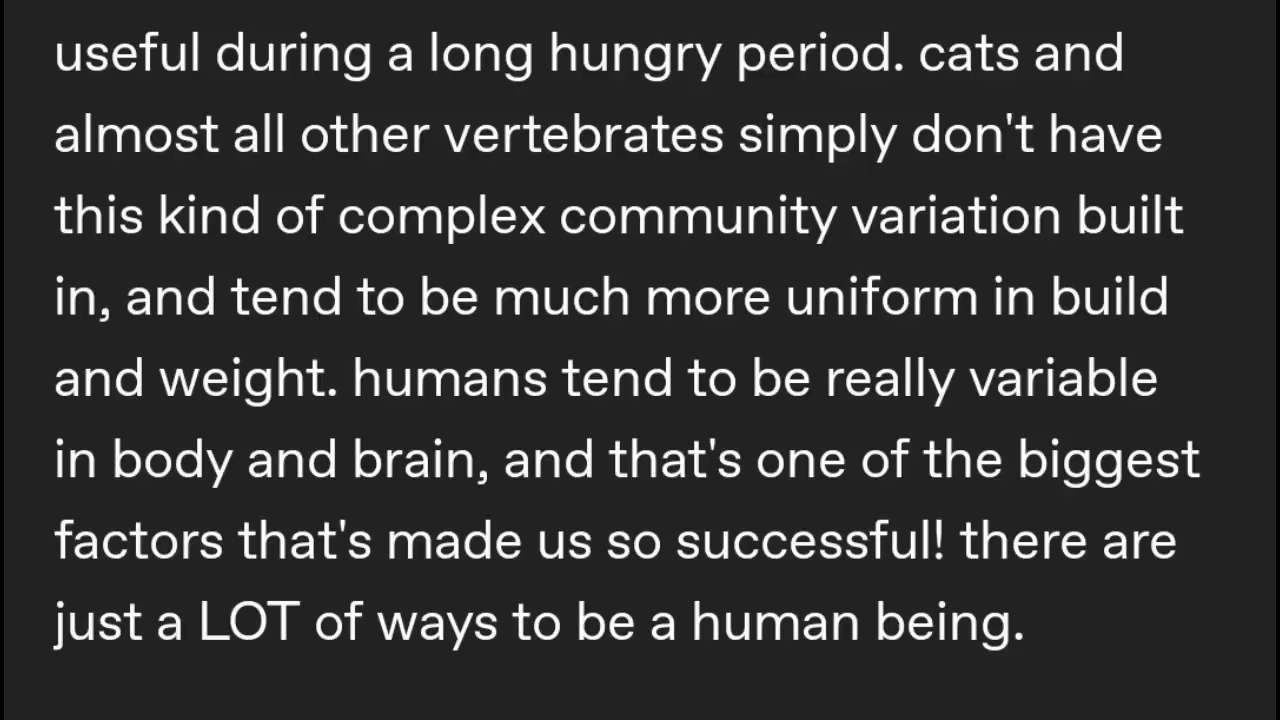 useful during a long hungry period. cats and
almost all other vertebrates simply don't have
this kind of complex community variation built
in, and tend to be much more uniform in build
and weight. humans tend to be really variable
in body and brain, and that's one of the biggest
factors that's made us so successful! there are
just a LOT of ways to be a human being.